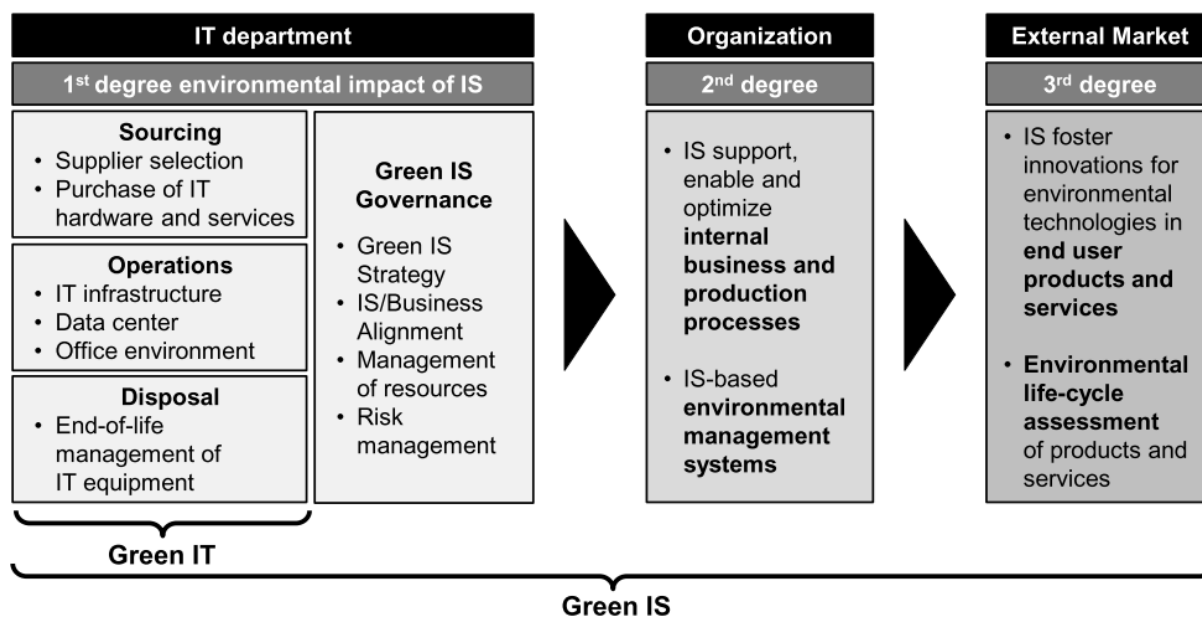 IT department
1st degree environmental impact of IS
Sourcing
• Supplier selection
• Purchase of IT
hardware and services
Operations
• IT infrastructure
• Data center
• Office environment
Disposal
• End-of-life
management of
IT equipment
Green IS
Governance
• Green IS
Strategy
• IS/Business
Alignment
• Management
of resources
• Risk
management
Organization
2nd degree
• IS support,
enable and
optimize
internal
business and
production
processes
• IS-based
environmental
management
systems
External Market
3rd degree
• IS foster
innovations for
environmental
technologies in
end user
products and
services
• Environmental
life-cycle
assessment
of products and
services
Green IT
Green IS